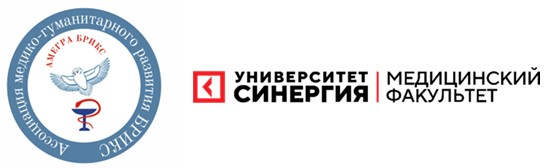 Ассоциация медико-гуманитарного развития БРИКС
АМЕГРА БРИКС
УНИВЕРСИТЕТ
СИНЕРГИЯ
МЕДИЦИНСКИЙ
ФАКУЛЬТЕТ